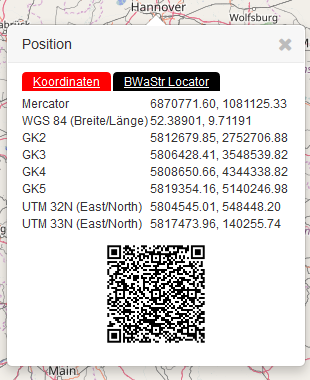 Hannover
Wolfsburg
Position
Koordinaten BWaStr Locator
Mercator 6870771.60, 1081125.33
WGS 84 (Breite/Länge) 52.38901, 9.71191
GK2 5812679.85, 2752706.88
GK3 5806428.41, 3548539.82
GK4 5808650.66, 4344338.82
GK5 5819354.16, 5140246.98
UTM 32N (East/North) 5804545.01, 548448.20
UTM 33N (East/North) 5817473.96, 140255.74
Main